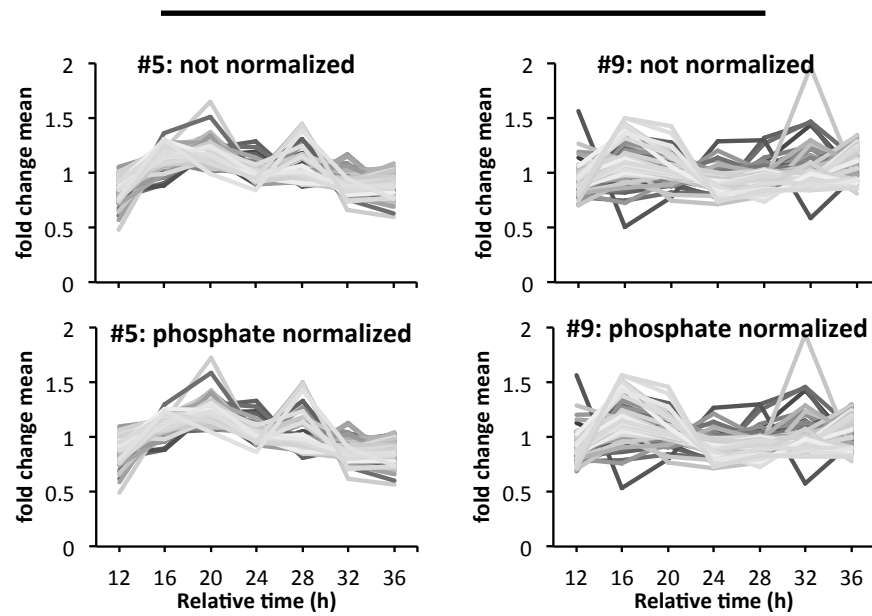 #5: not normalized
2
1.5
1
0.5
0
fold change mean
#9: not normalized
2
1.5
1
0.5
0
fold change mean
#5: phosphate normalized
2
1.5
1
0.5
0
fold change mean
12 16 20 24 28 32 36
Relative time (h)
#9: phosphate normalized
2
1.5
1
0.5
0
fold change mean
12 16 20 24 28 32 36
Relative time (h)